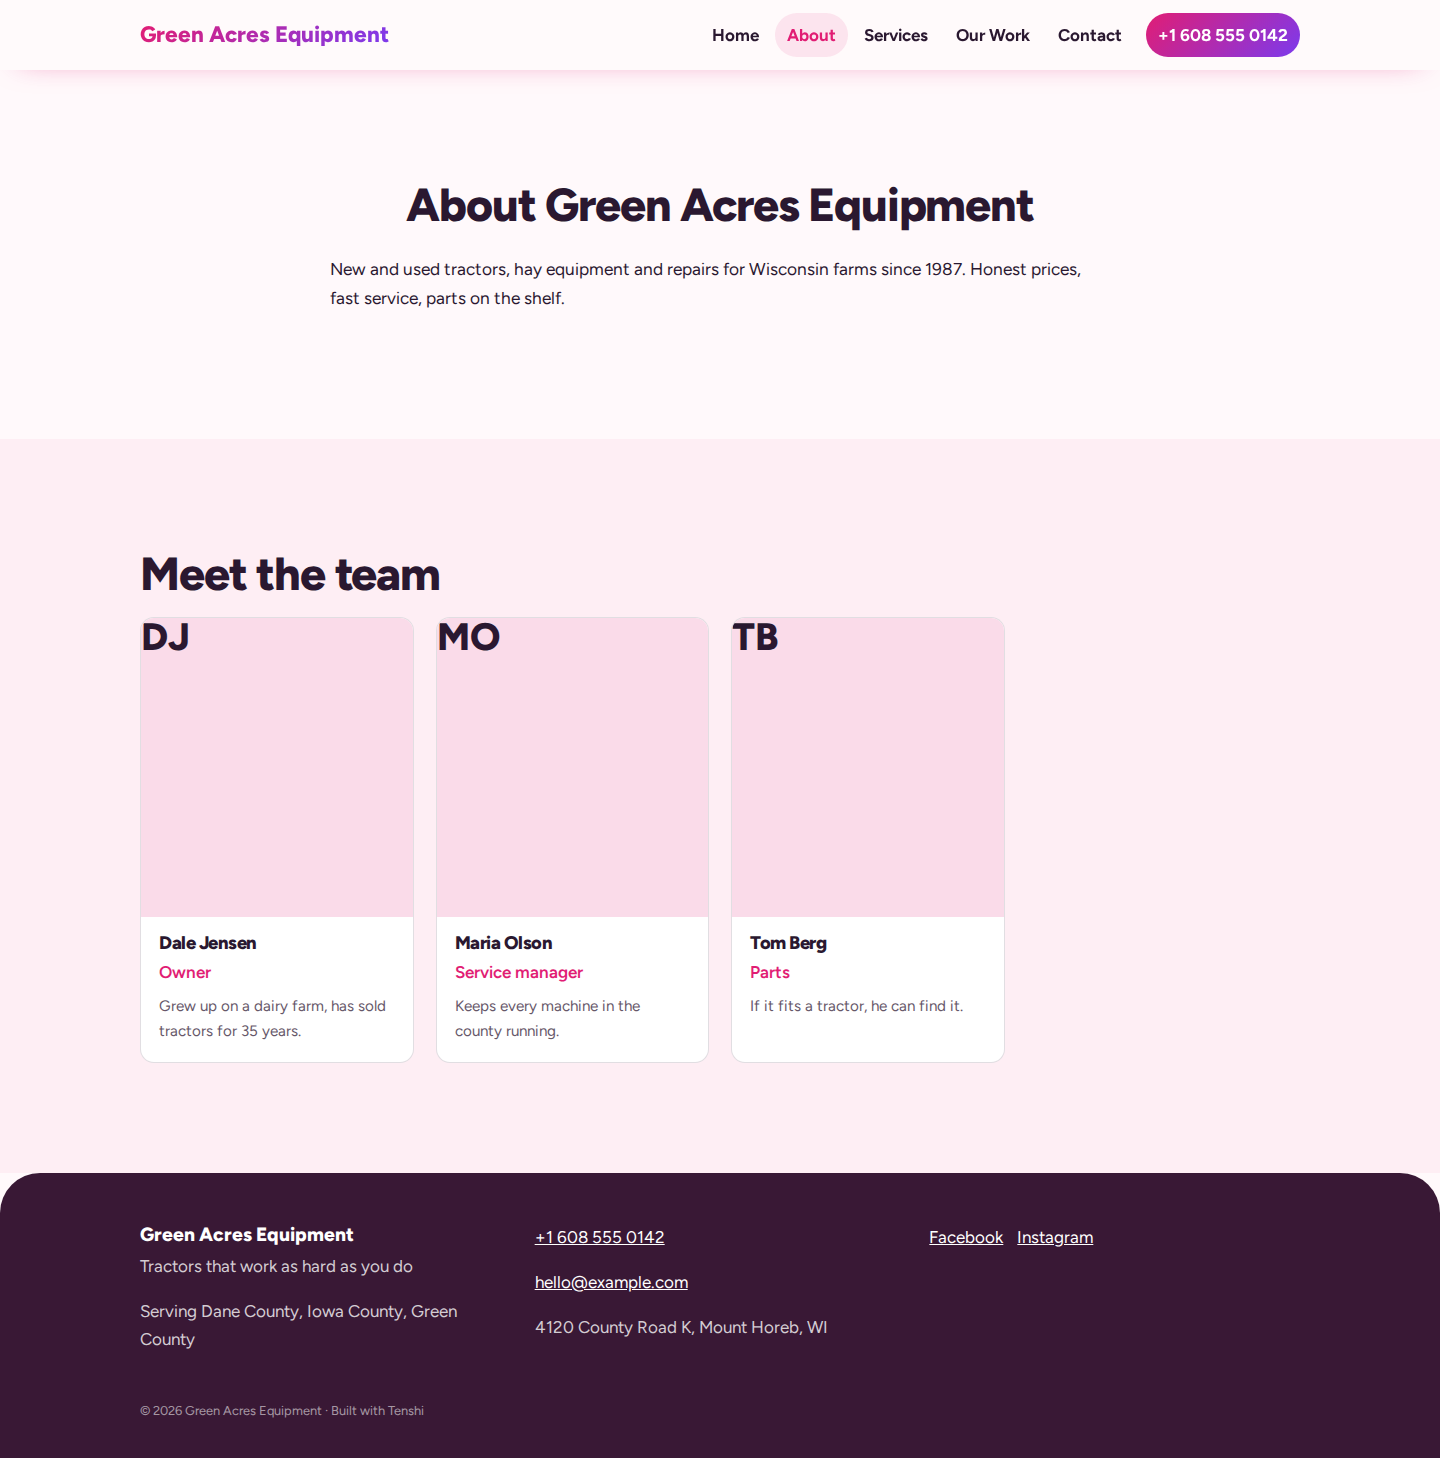 Green Acres Equipment
Home About Services Our Work Contact +1 608 555 0142
About Green Acres Equipment
New and used tractors, hay equipment and repairs for Wisconsin farms since 1987. Honest prices,
fast service, parts on the shelf.
Meet the team
DJ
Dale Jensen
Owner
Grew up on a dairy farm, has sold
tractors for 35 years.
MO
Maria Olson
Service manager
Keeps every machine in the
county running.
TB
Tom Berg
Parts
If it fits a tractor, he can find it.
Green Acres Equipment
Tractors that work as hard as you do
Serving Dane County, Iowa County, Green
County
+1 608 555 0142
hello@example.com
4120 County Road K, Mount Horeb, WI
Facebook Instagram
© 2026 Green Acres Equipment · Built with Tenshi